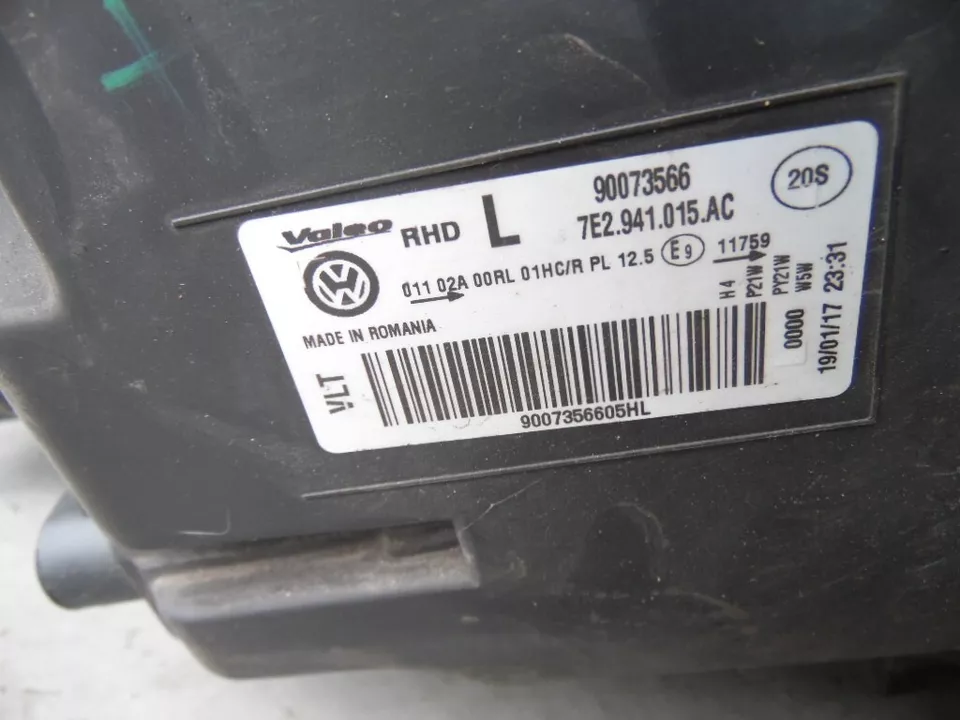 Valeo RHD L 90073566 20S
7E2.941.015.AC
011 02A 00RL 01HC/R PL 12.5 E9 11759
MADE IN ROMANIA
VLT
9007356605HL
H4
P21W
PY21W
W5W
0000
19/01/17 23:31